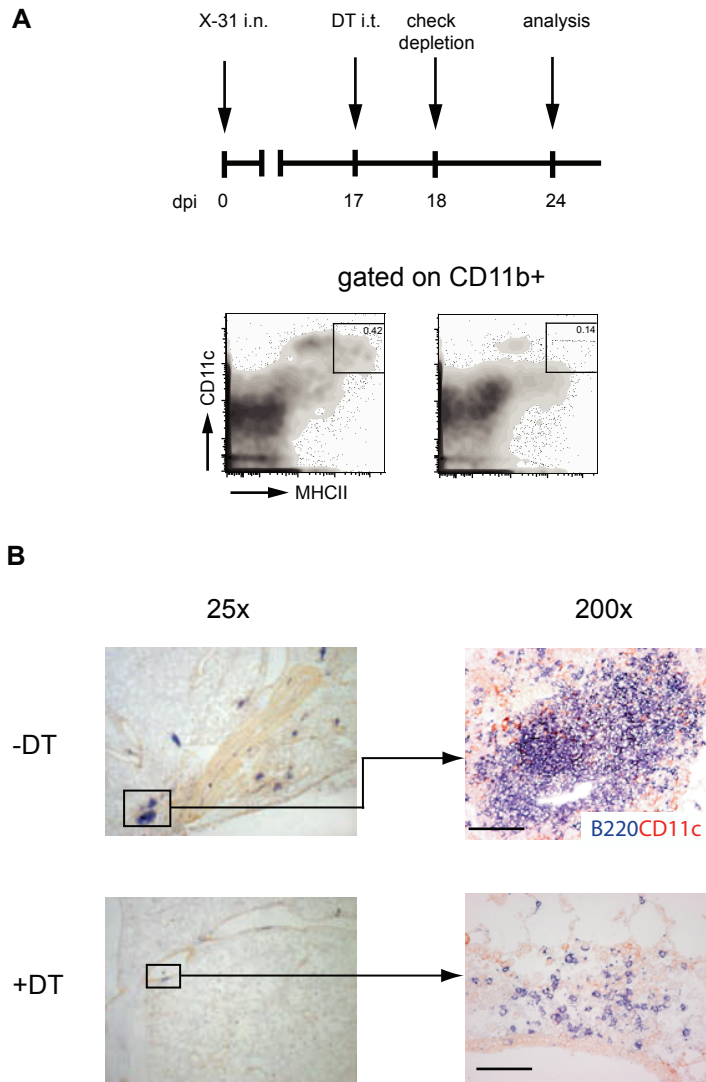 A
X-31 i.n.
DT i.t.
check
depletion
analysis
dpi
0
17
18
24
gated on CD11b+
0.42
0.14
CD11c
MHCII
B
25x
200x
-DT
B220CD11c
+DT